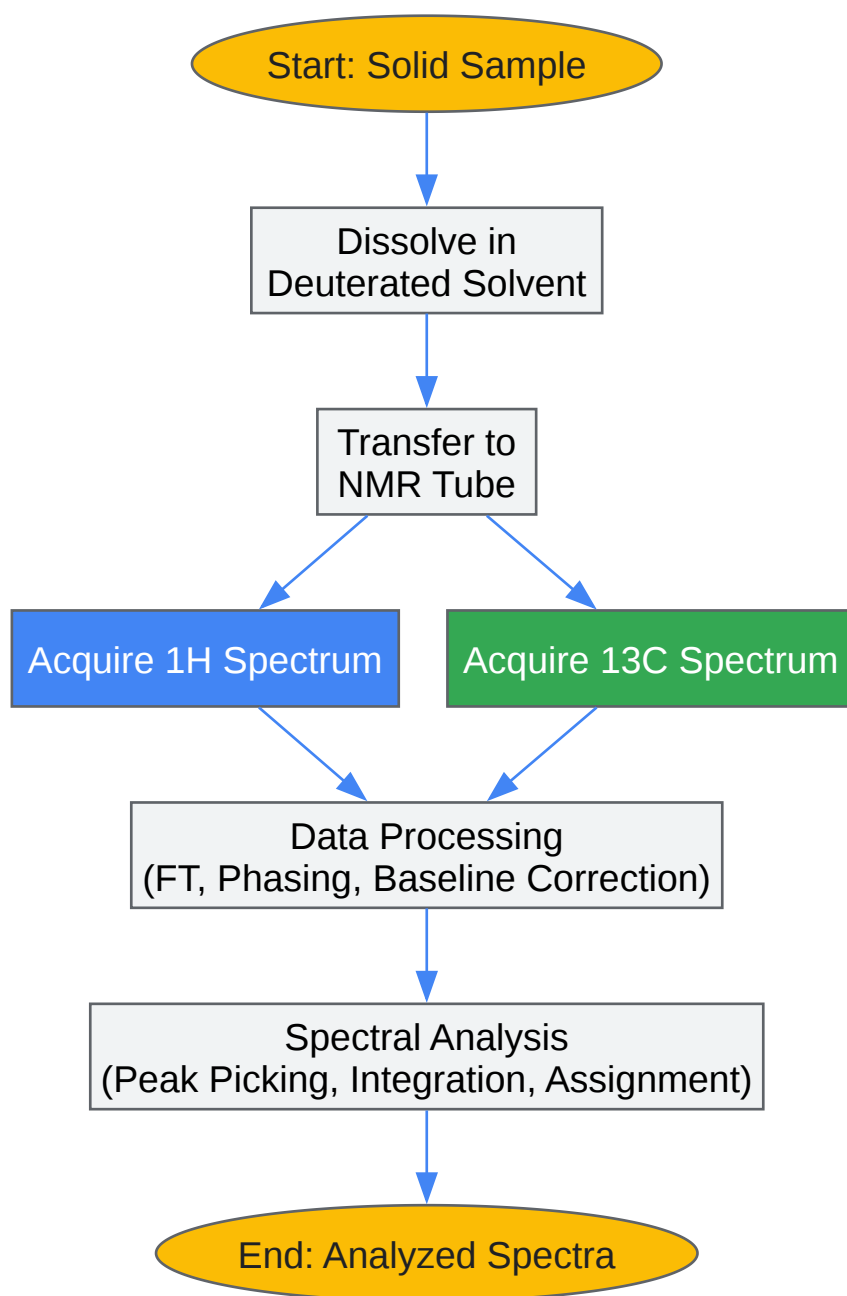 Start: Solid Sample
Dissolve in
Deuterated Solvent
Transfer to
NMR Tube
Acquire 1H Spectrum
Acquire 13C Spectrum
Data Processing
(FT, Phasing, Baseline Correction)
Spectral Analysis
(Peak Picking, Integration, Assignment)
End: Analyzed Spectra